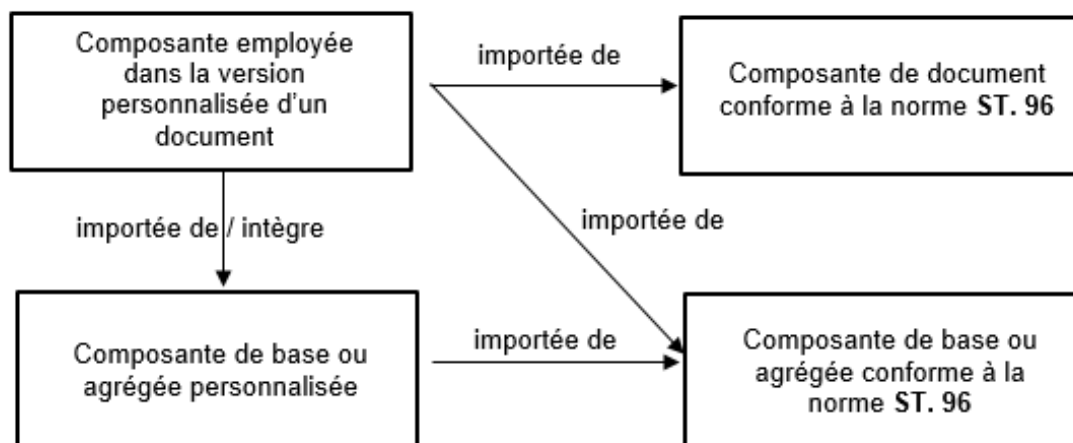 Composante employée
dans la version
personnalisée d'un
document
importée de
Composante de document
conforme à la norme ST. 96
importée de / intègre
importée de
Composante de base ou
agrégée personnalisée
importée de
Composante de base ou
agrégée conforme à la
norme ST. 96